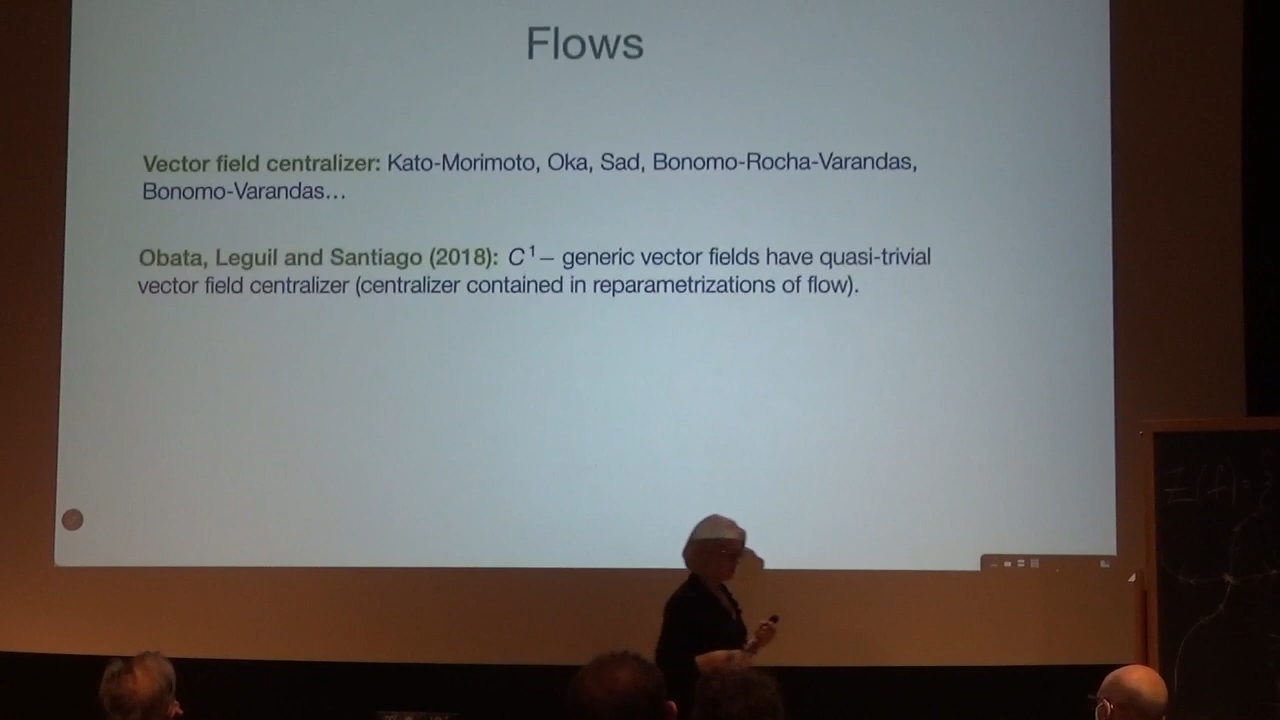 Flows
Vector field centralizer: Kato-Morimoto, Oka, Sad, Bonomo-Rocha-Varandas,
Bonomo-Varandas…
Obata, Leguil and Santiago (2018): C¹– generic vector fields have quasi-trivial
vector field centralizer (centralizer contained in reparametrizations of flow).